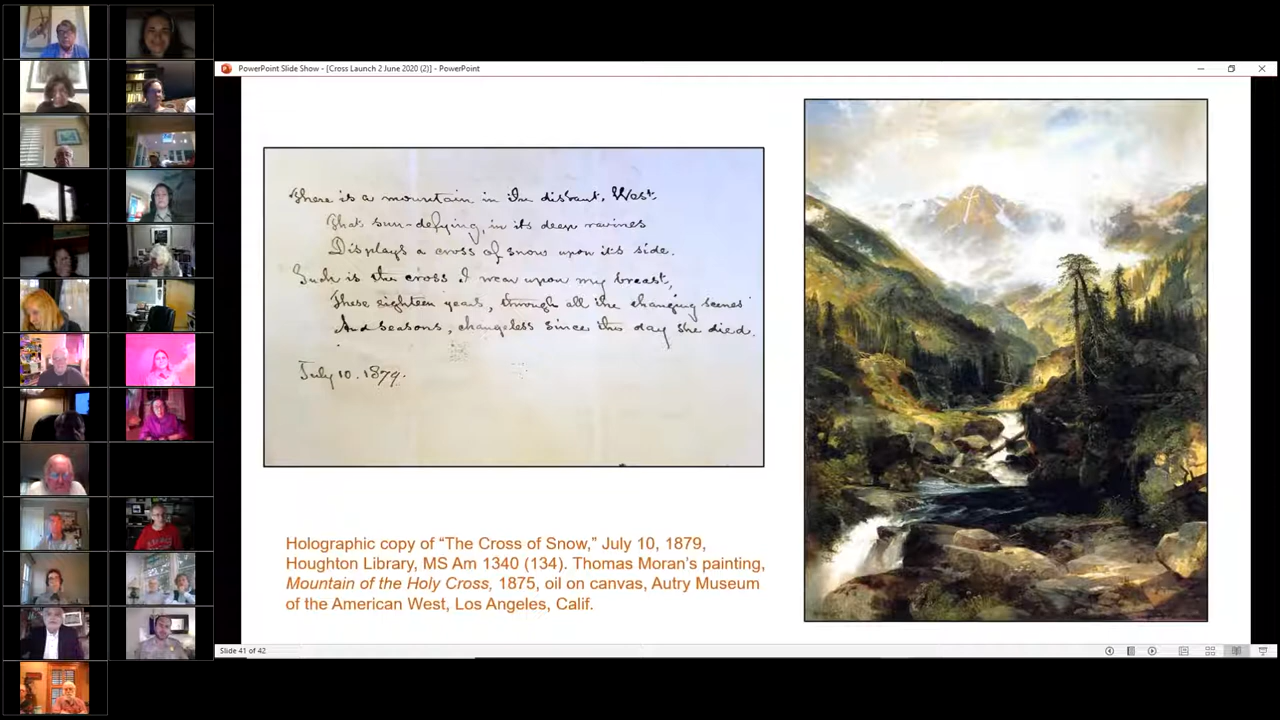 PowerPoint Slide Show - [Cross Launch 2 June 2020 (2)] - PowerPoint
There is a mountain in the distant West
That, sun-defying, in its deep ravines
Displays a cross of snow upon its side.
Such is the cross I wear upon my breast,
These eighteen years, through all the changing scenes
And seasons, changeless since the day she died.
July 10. 1879.
Holographic copy of “The Cross of Snow,” July 10, 1879,
Houghton Library, MS Am 1340 (134). Thomas Moran’s painting,
Mountain of the Holy Cross, 1875, oil on canvas, Autry Museum
of the American West, Los Angeles, Calif.
Slide 41 of 42